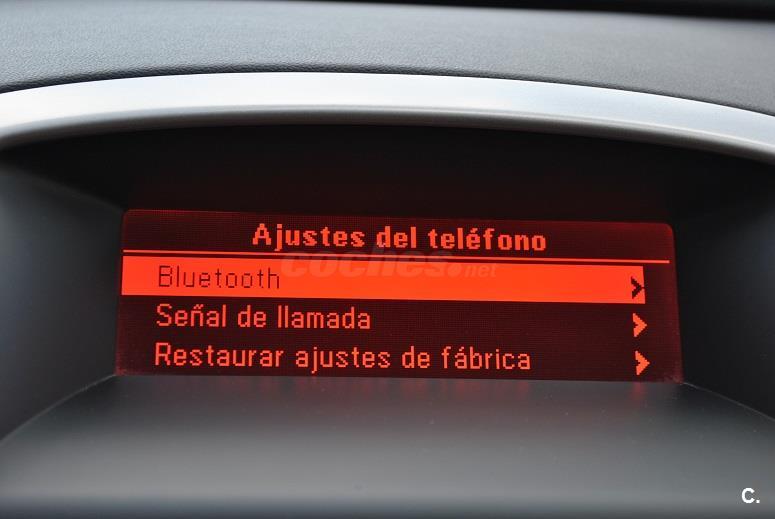 Ajustes del teléfono
coches.net
Bluetooth
Señal de llamada
Restaurar ajustes de fábrica
C.